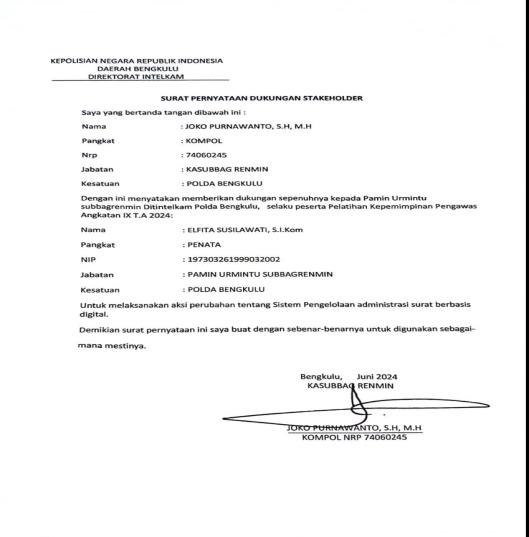 KEPOLISIAN NEGARA REPUBLIK INDONESIA
DAERAH BENGKULU
DIREKTORAT INTELKAM
SURAT PERNYATAAN DUKUNGAN STAKEHOLDER
Saya yang bertanda tangan dibawah ini :
Nama : JOKO PURNAWANTO, S.H, M.H
Pangkat : KOMPOL
Nrp : 74060245
Jabatan : KASUBBAG RENMIN
Kesatuan : POLDA BENGKULU
Dengan ini menyatakan memberikan dukungan sepenuhnya kepada Pamin Urmintu
subbagrenmin Ditintelkam Polda Bengkulu, selaku peserta Pelatihan Kepemimpinan Pengawas
Angkatan IX T.A 2024:
Nama : ELFITA SUSILAWATI, S.I.Kom
Pangkat : PENATA
NIP : 197303261999032002
Jabatan : PAMIN URMINTU SUBBAGRENMIN
Kesatuan : POLDA BENGKULU
Untuk melaksanakan aksi perubahan tentang Sistem Pengelolaan administrasi surat berbasis
digital.
Demikian surat pernyataan ini saya buat dengan sebenar-benarnya untuk digunakan sebagai-
mana mestinya.
Bengkulu, Juni 2024
KASUBBAG RENMIN
JOKO PURNAWANTO, S.H, M.H
KOMPOL NRP 74060245